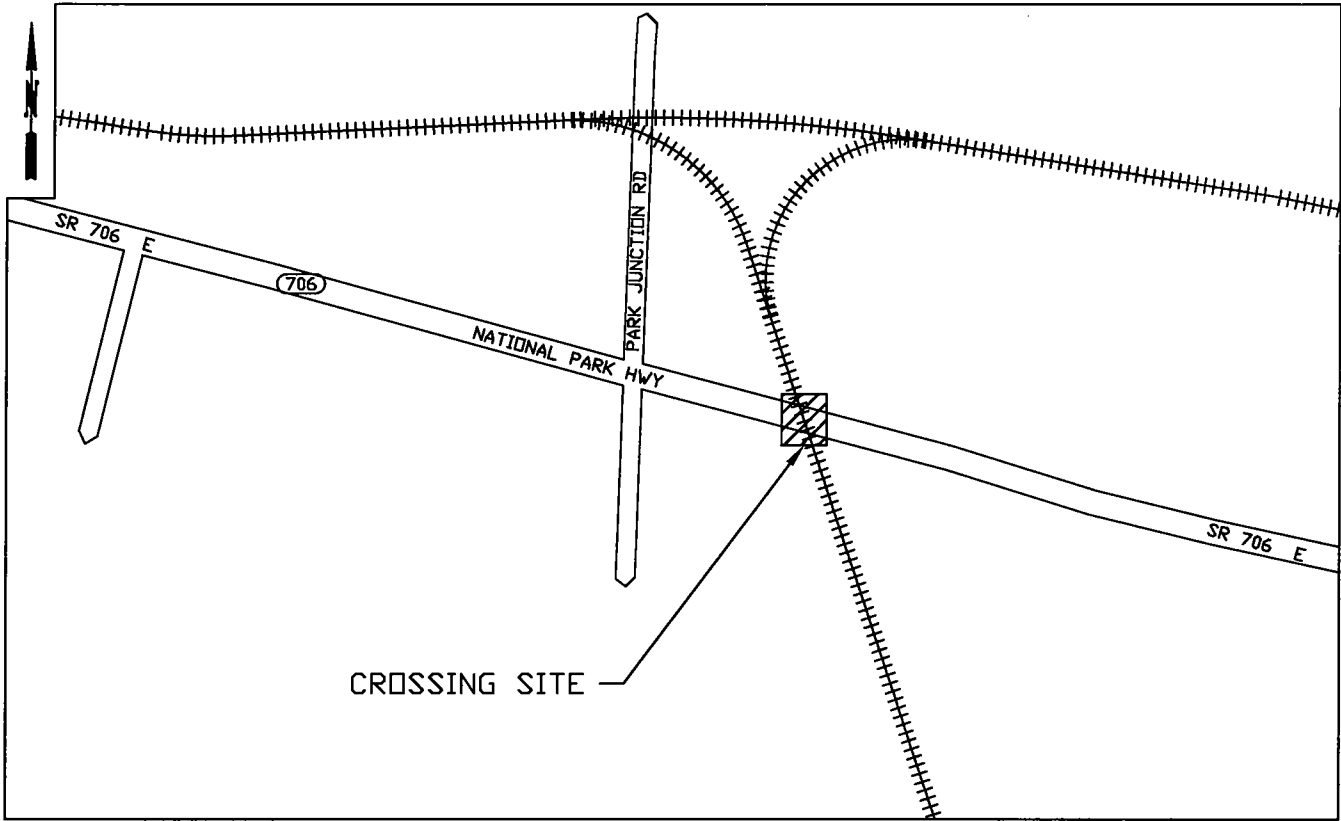 N
SR 706 E
706
NATIONAL PARK HWY
PARK JUNCTION RD
SR 706 E
CROSSING SITE